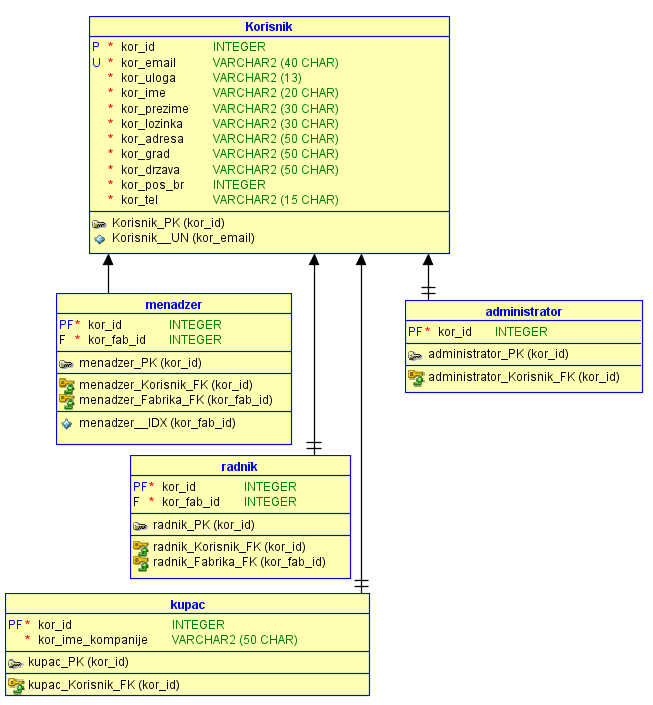 Korisnik
P * kor_id INTEGER
U * kor_email VARCHAR2 (40 CHAR)
* kor_uloga VARCHAR2 (13)
* kor_ime VARCHAR2 (20 CHAR)
* kor_prezime VARCHAR2 (30 CHAR)
* kor_lozinka VARCHAR2 (30 CHAR)
* kor_adresa VARCHAR2 (50 CHAR)
* kor_grad VARCHAR2 (50 CHAR)
* kor_drzava VARCHAR2 (50 CHAR)
* kor_pos_br INTEGER
* kor_tel VARCHAR2 (15 CHAR)
Korisnik_PK (kor_id)
Korisnik__UN (kor_email)
menadzer
PF* kor_id INTEGER
F * kor_fab_id INTEGER
menadzer_PK (kor_id)
menadzer_Korisnik_FK (kor_id)
menadzer_Fabrika_FK (kor_fab_id)
menadzer__IDX (kor_fab_id)
administrator
PF* kor_id INTEGER
administrator_PK (kor_id)
administrator_Korisnik_FK (kor_id)
radnik
PF* kor_id INTEGER
F * kor_fab_id INTEGER
radnik_PK (kor_id)
radnik_Korisnik_FK (kor_id)
radnik_Fabrika_FK (kor_fab_id)
kupac
PF* kor_id INTEGER
* kor_ime_kompanije VARCHAR2 (50 CHAR)
kupac_PK (kor_id)
kupac_Korisnik_FK (kor_id)